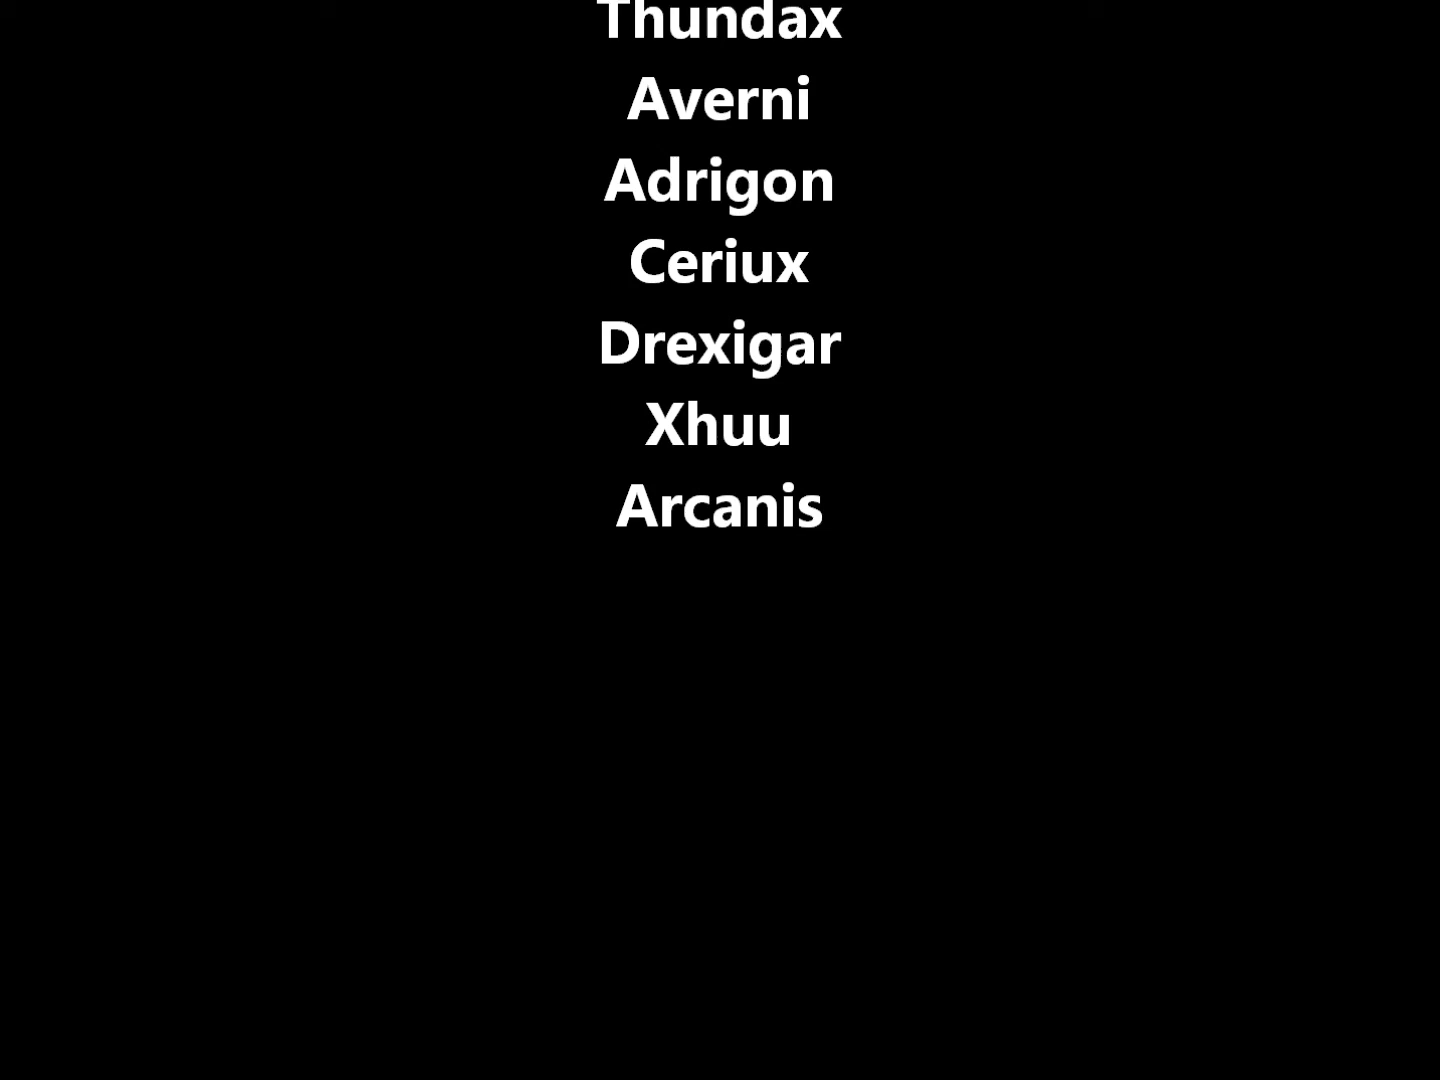 Thundax
Averni
Adrigon
Ceriux
Drexigar
Xhuu
Arcanis